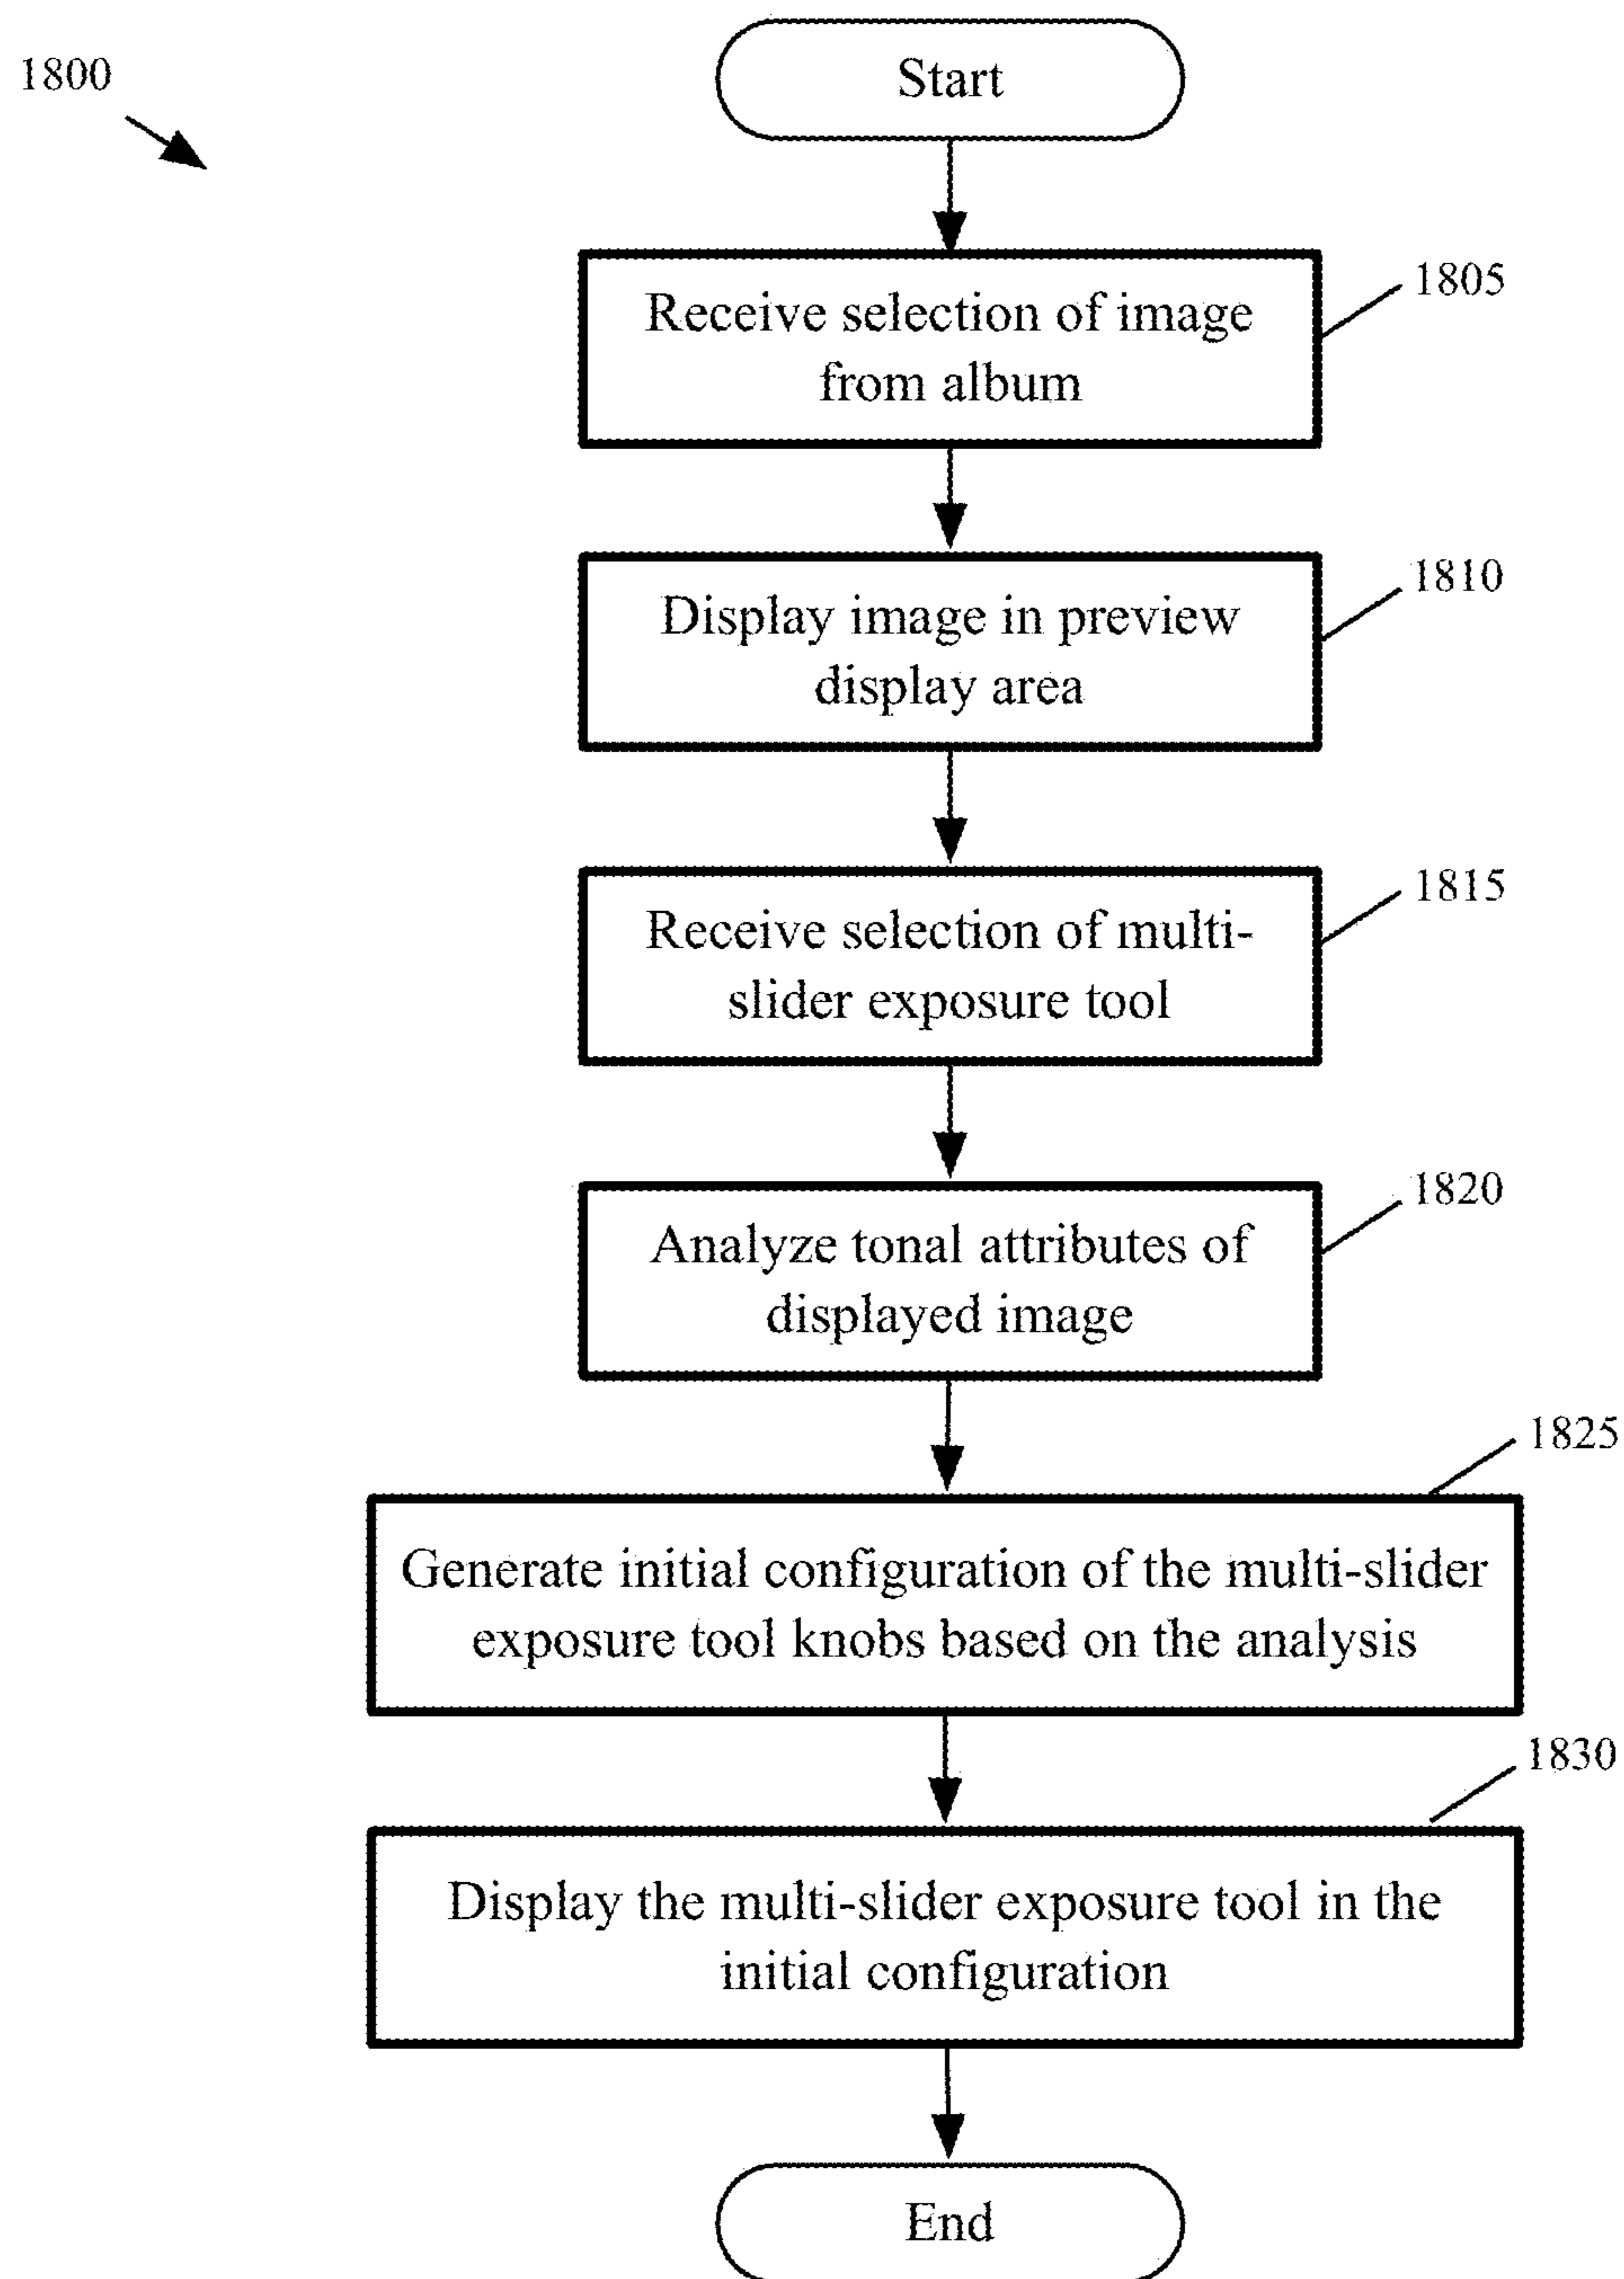 1800
Start
Receive selection of image
from album
1805
Display image in preview
display area
1810
Receive selection of multi-
slider exposure tool
1815
Analyze tonal attributes of
displayed image
1820
1825
Generate initial configuration of the multi-slider
exposure tool knobs based on the analysis
1830
Display the multi-slider exposure tool in the
initial configuration
End